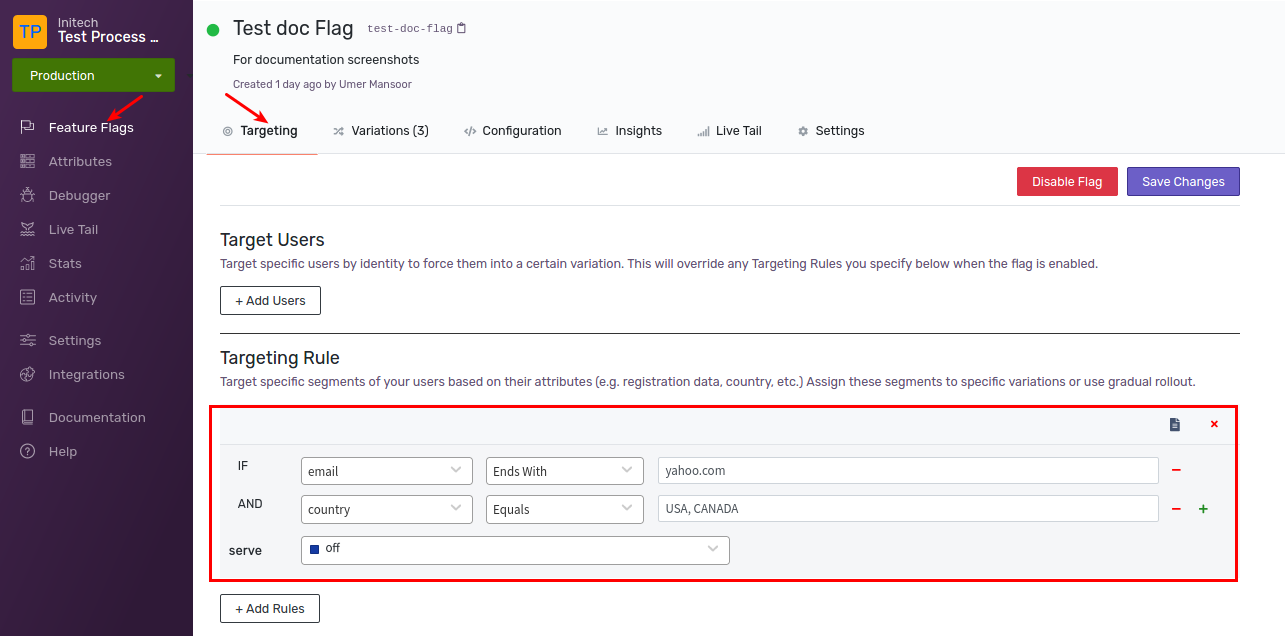 TP
Initech
Test Process ...
Production
Feature Flags
Attributes
Debugger
Live Tail
Stats
Activity
Settings
Integrations
Documentation
Help
Test doc Flag test-doc-flag
For documentation screenshots
Created 1 day ago by Umer Mansoor
Targeting Variations (3) Configuration Insights Live Tail Settings
Disable Flag Save Changes
Target Users
Target specific users by identity to force them into a certain variation. This will override any Targeting Rules you specify below when the flag is enabled.
+ Add Users
Targeting Rule
Target specific segments of your users based on their attributes (e.g. registration data, country, etc.) Assign these segments to specific variations or use gradual rollout.
IF email Ends With yahoo.com
AND country Equals USA, CANADA
serve off
+ Add Rules